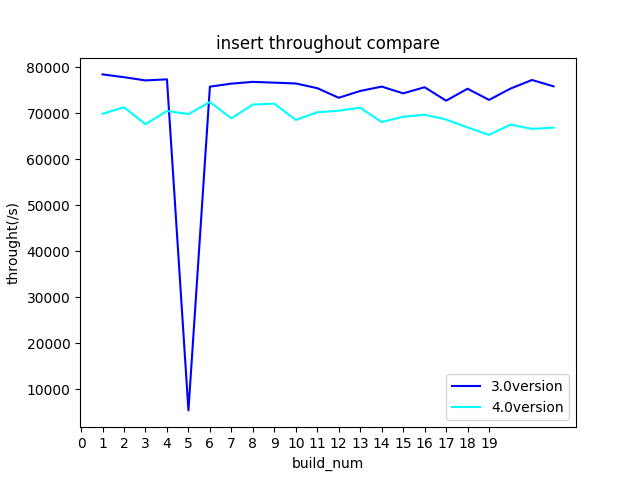 insert throughout compare
throught(/s)
80000
70000
60000
50000
40000
30000
20000
10000
3.0version
4.0version
0 1 2 3 4 5 6 7 8 9 10 11 12 13 14 15 16 17 18 19
build_num